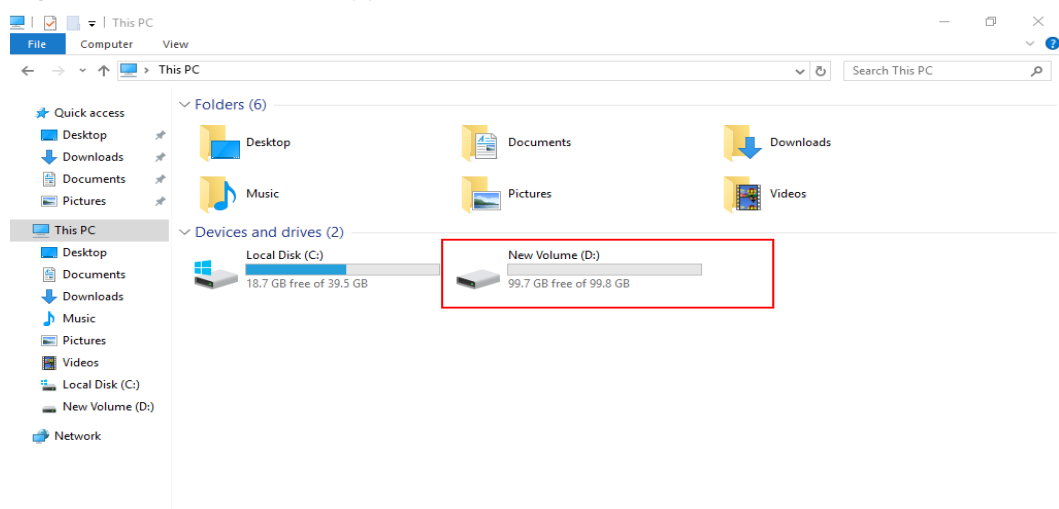 This PC
File Computer View
This PC
Search This PC
Quick access
Desktop
Downloads
Documents
Pictures
This PC
Desktop
Documents
Downloads
Music
Pictures
Videos
Local Disk (C:)
New Volume (D:)
Network
Folders (6)
Desktop Documents Downloads
Music Pictures Videos
Devices and drives (2)
Local Disk (C:)
18.7 GB free of 39.5 GB
New Volume (D:)
99.7 GB free of 99.8 GB